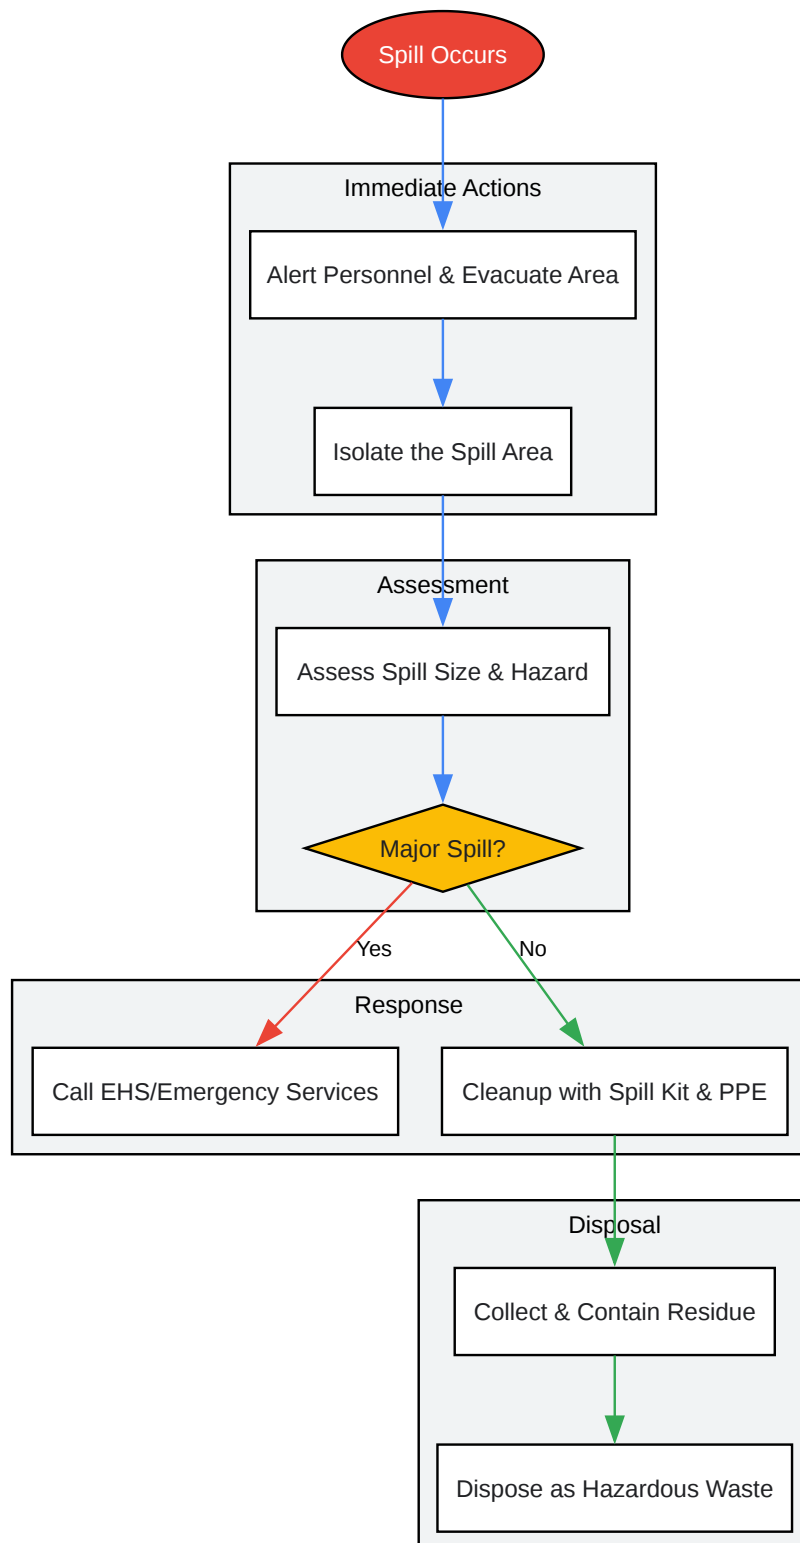 Spill Occurs
Immediate Actions
Alert Personnel & Evacuate Area
Isolate the Spill Area
Assessment
Assess Spill Size & Hazard
Major Spill?
Yes
No
Response
Call EHS/Emergency Services
Cleanup with Spill Kit & PPE
Disposal
Collect & Contain Residue
Dispose as Hazardous Waste